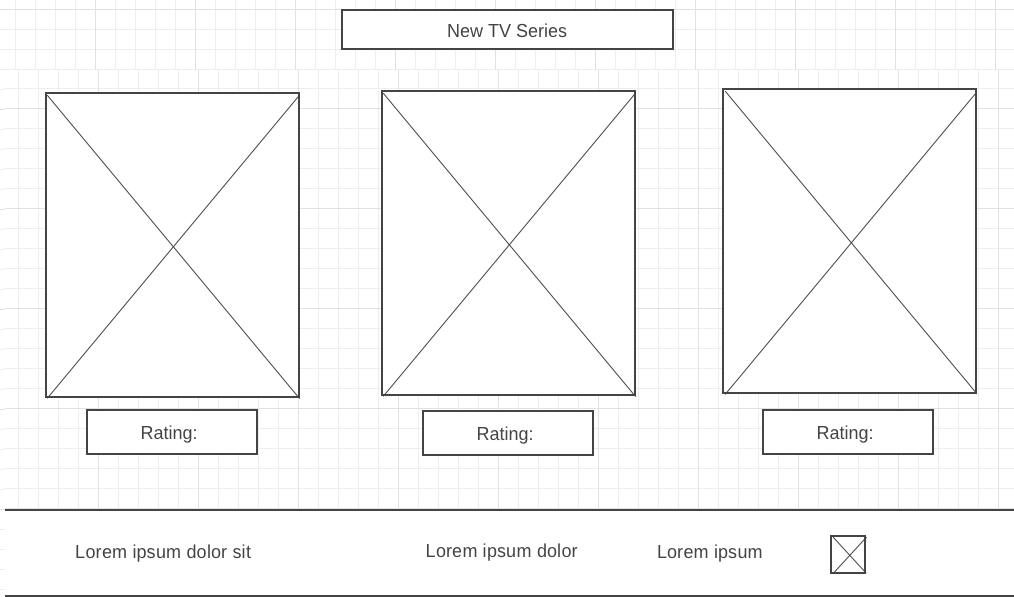 New TV Series
Rating:
Rating:
Rating:
Lorem ipsum dolor sit
Lorem ipsum dolor
Lorem ipsum